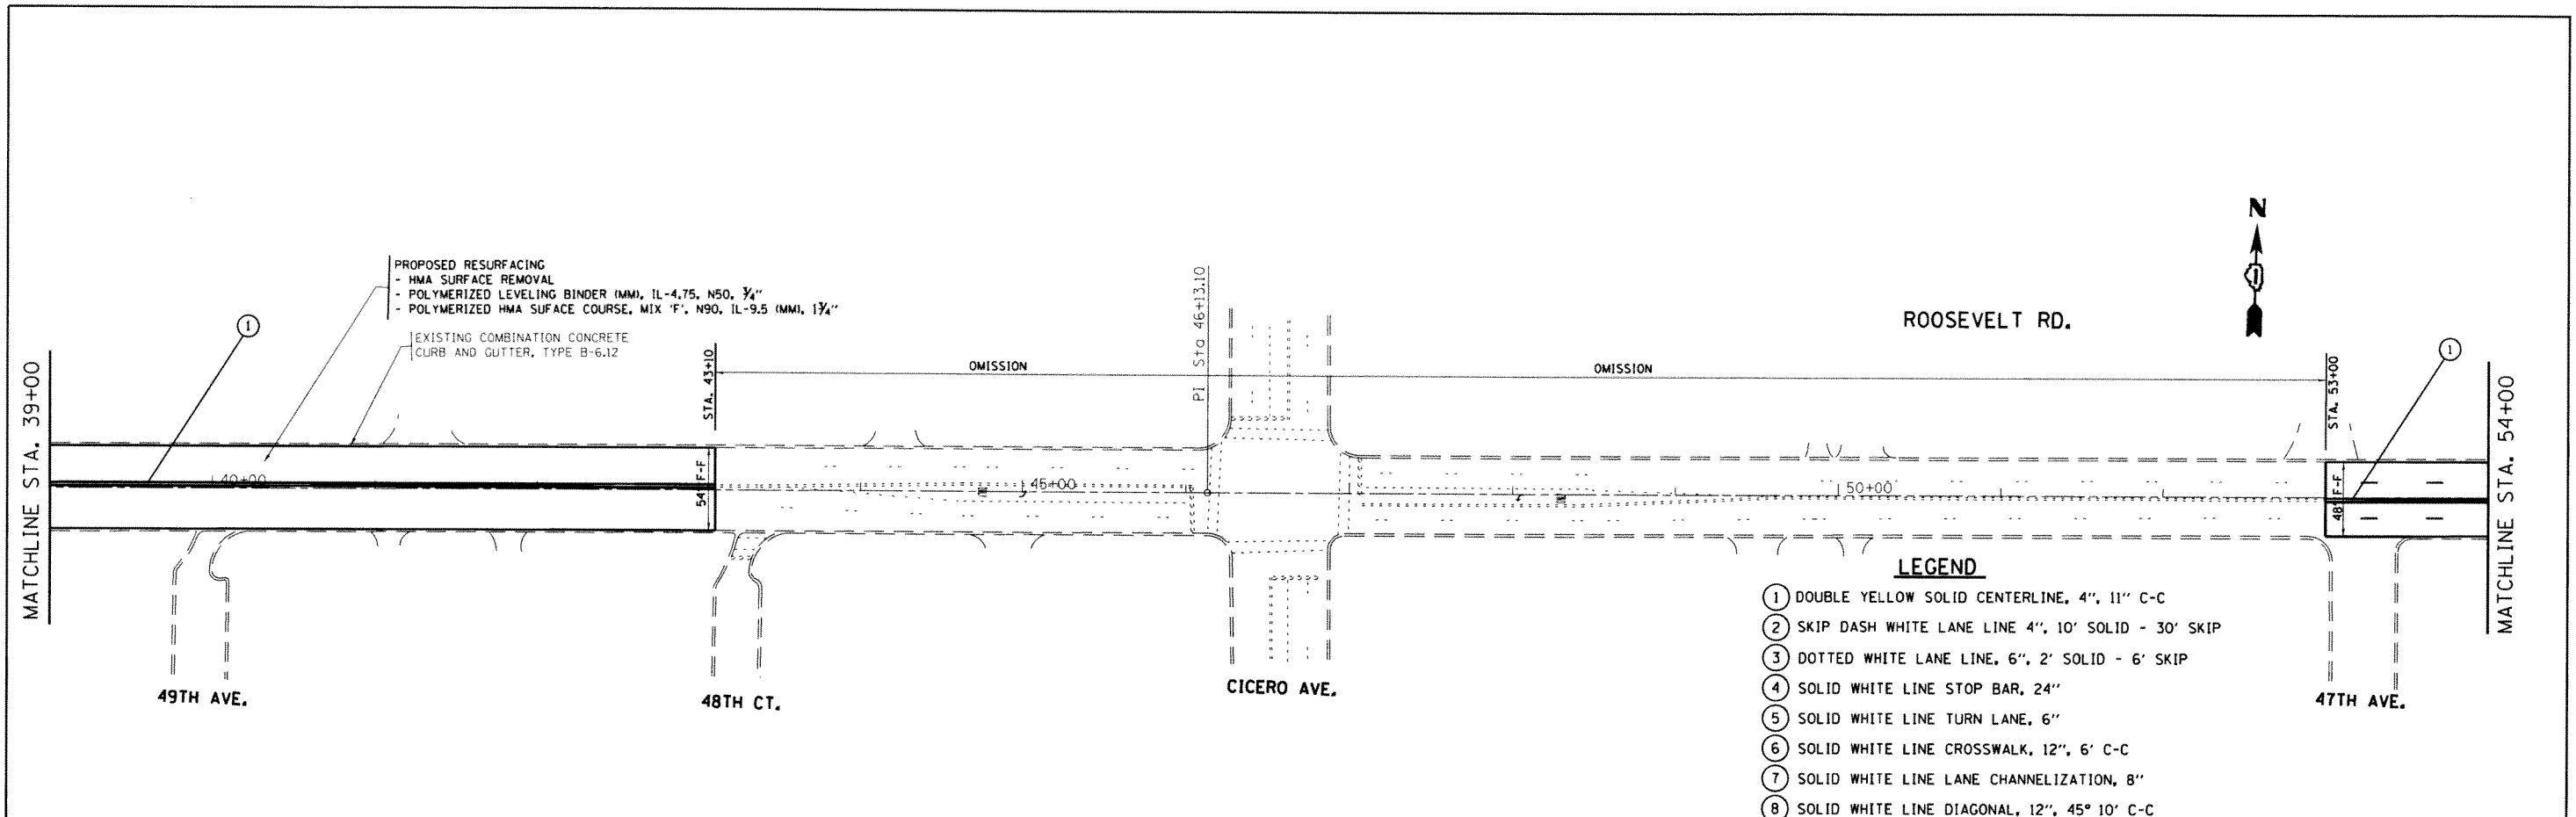 PROPOSED RESURFACING
- HMA SURFACE REMOVAL
- POLYMERIZED LEVELING BINDER (MM), IL-4.75, N50, ¾"
- POLYMERIZED HMA SUFACE COURSE, MIX 'F', N90, IL-9.5 (MM), 1¾"
EXISTING COMBINATION CONCRETE
CURB AND GUTTER, TYPE B-6.12
1
MATCHLINE STA. 39+00
STA. 43+10
OMISSION
PI Sta 46+13.10
OMISSION
ROOSEVELT RD.
N
1
STA. 53+00
MATCHLINE STA. 54+00
40+00
54' F-F
45+00
50+00
48' F-F
49TH AVE.
48TH CT.
CICERO AVE.
47TH AVE.
LEGEND
1 DOUBLE YELLOW SOLID CENTERLINE, 4", 11" C-C
2 SKIP DASH WHITE LANE LINE 4", 10' SOLID - 30' SKIP
3 DOTTED WHITE LANE LINE, 6", 2' SOLID - 6' SKIP
4 SOLID WHITE LINE STOP BAR, 24"
5 SOLID WHITE LINE TURN LANE, 6"
6 SOLID WHITE LINE CROSSWALK, 12", 6' C-C
7 SOLID WHITE LINE LANE CHANNELIZATION, 8"
8 SOLID WHITE LINE DIAGONAL, 12", 45° 10' C-C